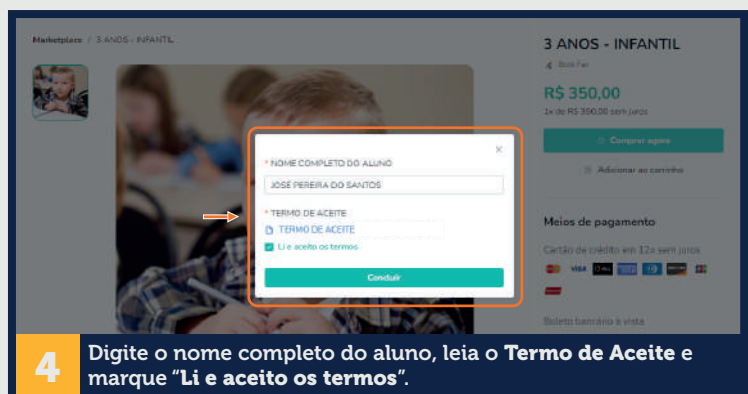 Marketplace / 3 ANOS - INFANTIL
3 ANOS - INFANTIL
R$ 350,00
1x de R$ 350,00 sem juros
Comprar agora
Adicionar ao carrinho
×
* NOME COMPLETO DO ALUNO
JOSÉ PEREIRA DO SANTOS
* TERMO DE ACEITE
TERMO DE ACEITE
Li e aceito os termos
Concluir
Meios de pagamento
Cartão de crédito em 12x sem juros
VISA
Boleto bancário à vista
4
Digite o nome completo do aluno, leia o Termo de Aceite e
marque “Li e aceito os termos”.